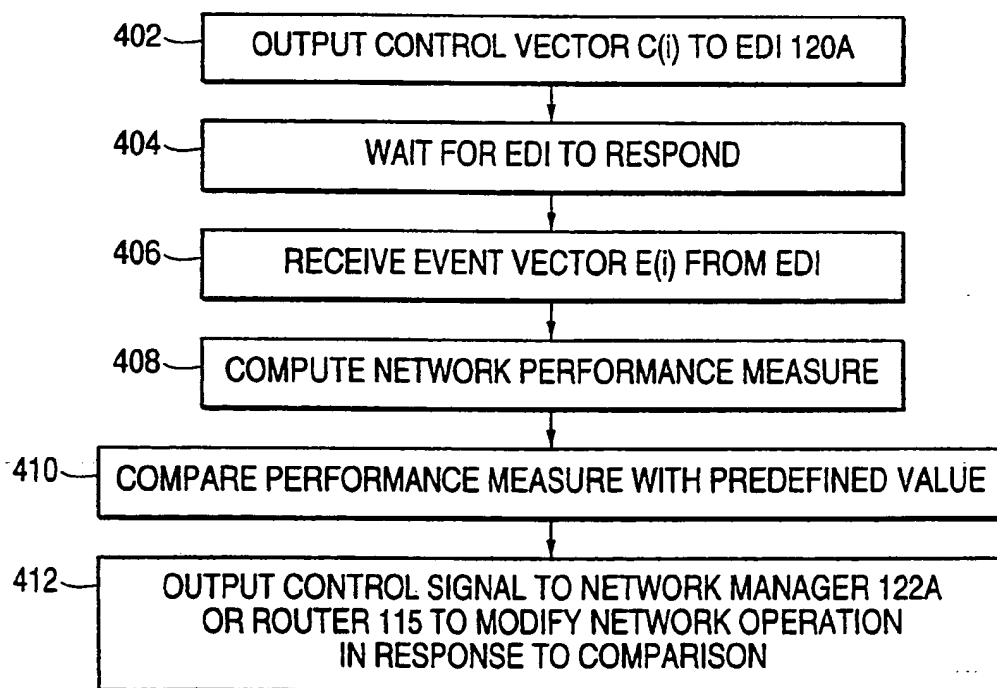 402
OUTPUT CONTROL VECTOR C(i) TO EDI 120A
404
WAIT FOR EDI TO RESPOND
406
RECEIVE EVENT VECTOR E(i) FROM EDI
408
COMPUTE NETWORK PERFORMANCE MEASURE
410
COMPARE PERFORMANCE MEASURE WITH PREDEFINED VALUE
412
OUTPUT CONTROL SIGNAL TO NETWORK MANAGER 122A
OR ROUTER 115 TO MODIFY NETWORK OPERATION
IN RESPONSE TO COMPARISON